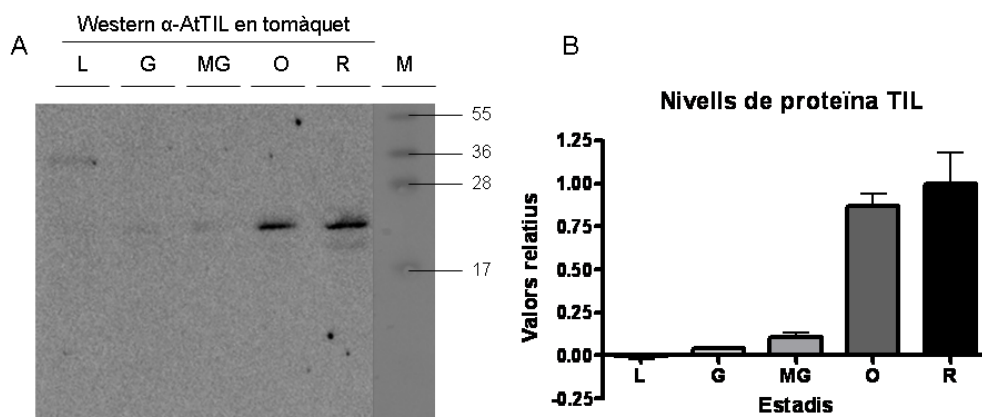 Western α-AtTIL en tomàquet
A
L G MG O R M
55
36
28
17
B
Nivells de proteïna TIL
Valors relatius
1.25
1.00
0.75
0.50
0.25
0.00
-0.25
L G MG O R
Estadis